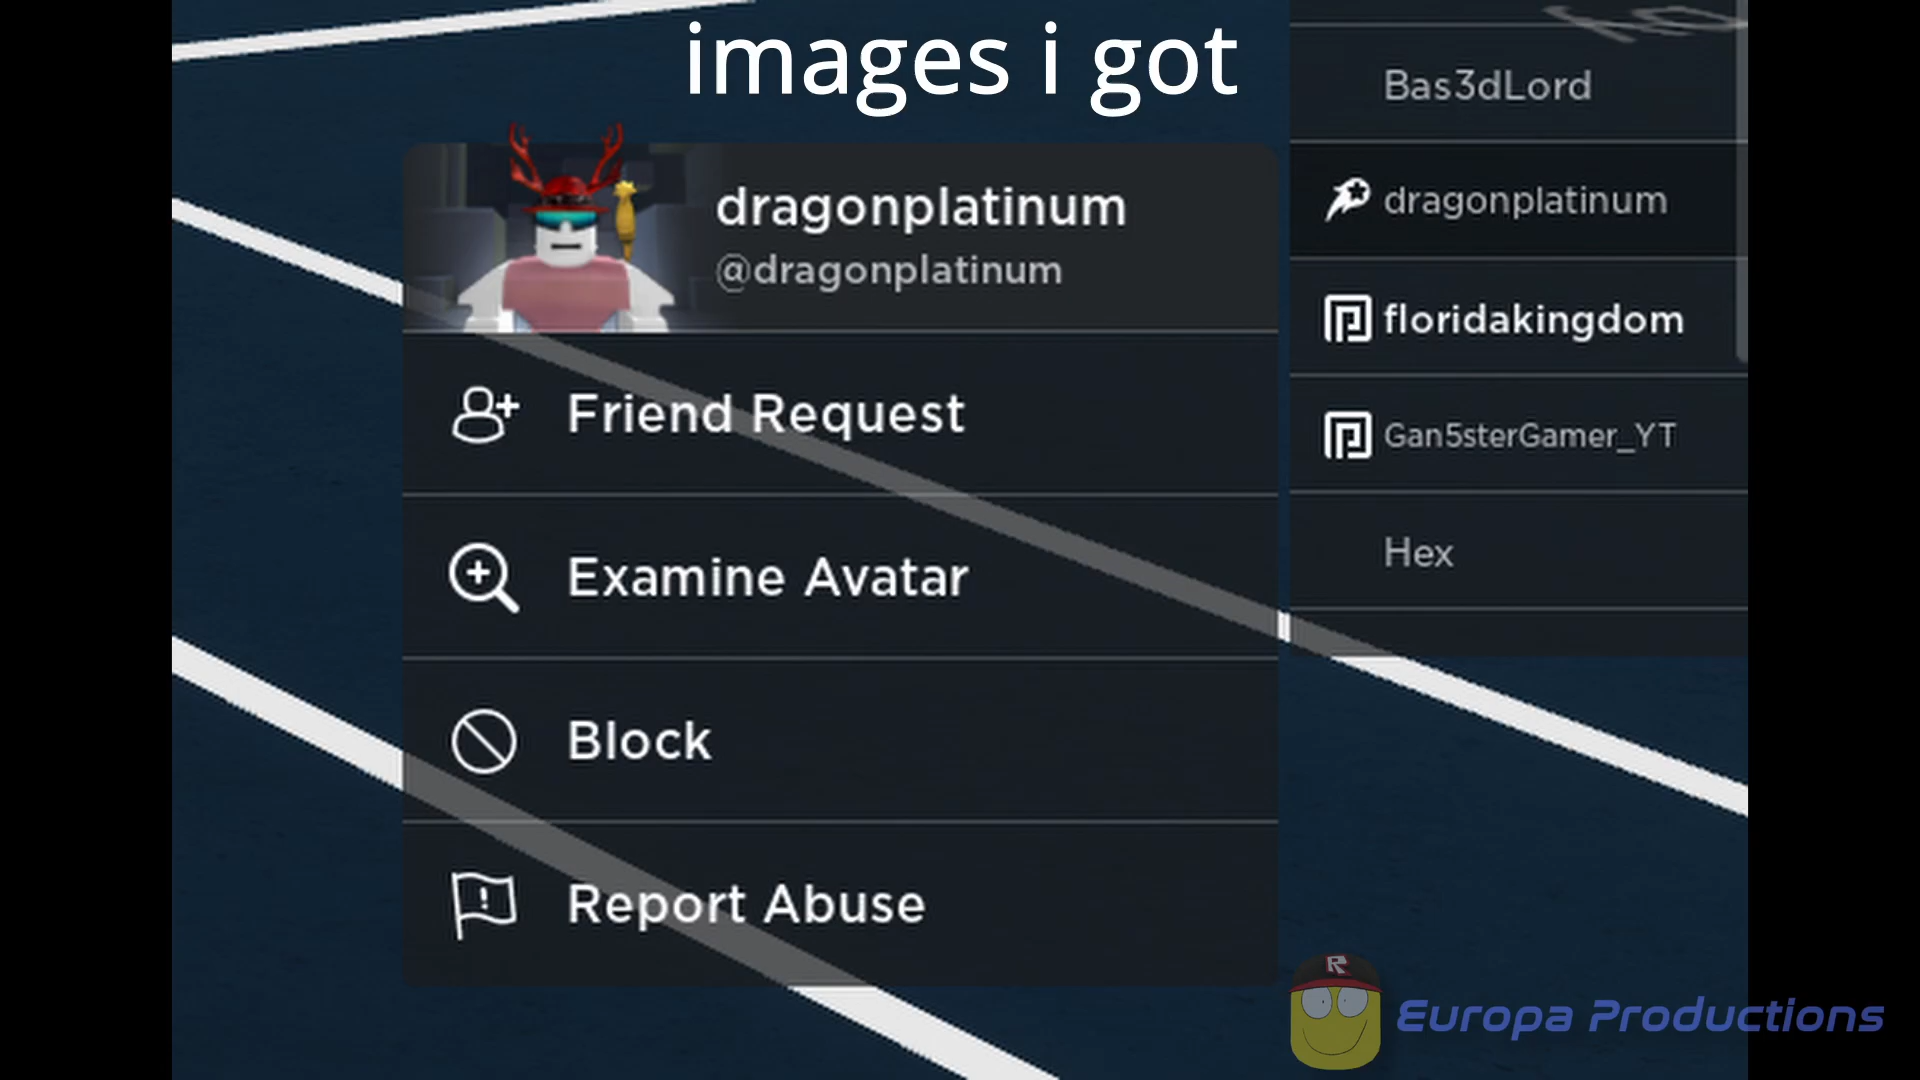 images i got
dragonplatinum
@dragonplatinum
Friend Request
Examine Avatar
Block
Report Abuse
Bas3dLord
dragonplatinum
floridakingdom
Gan5sterGamer_YT
Hex
R
Europa Productions